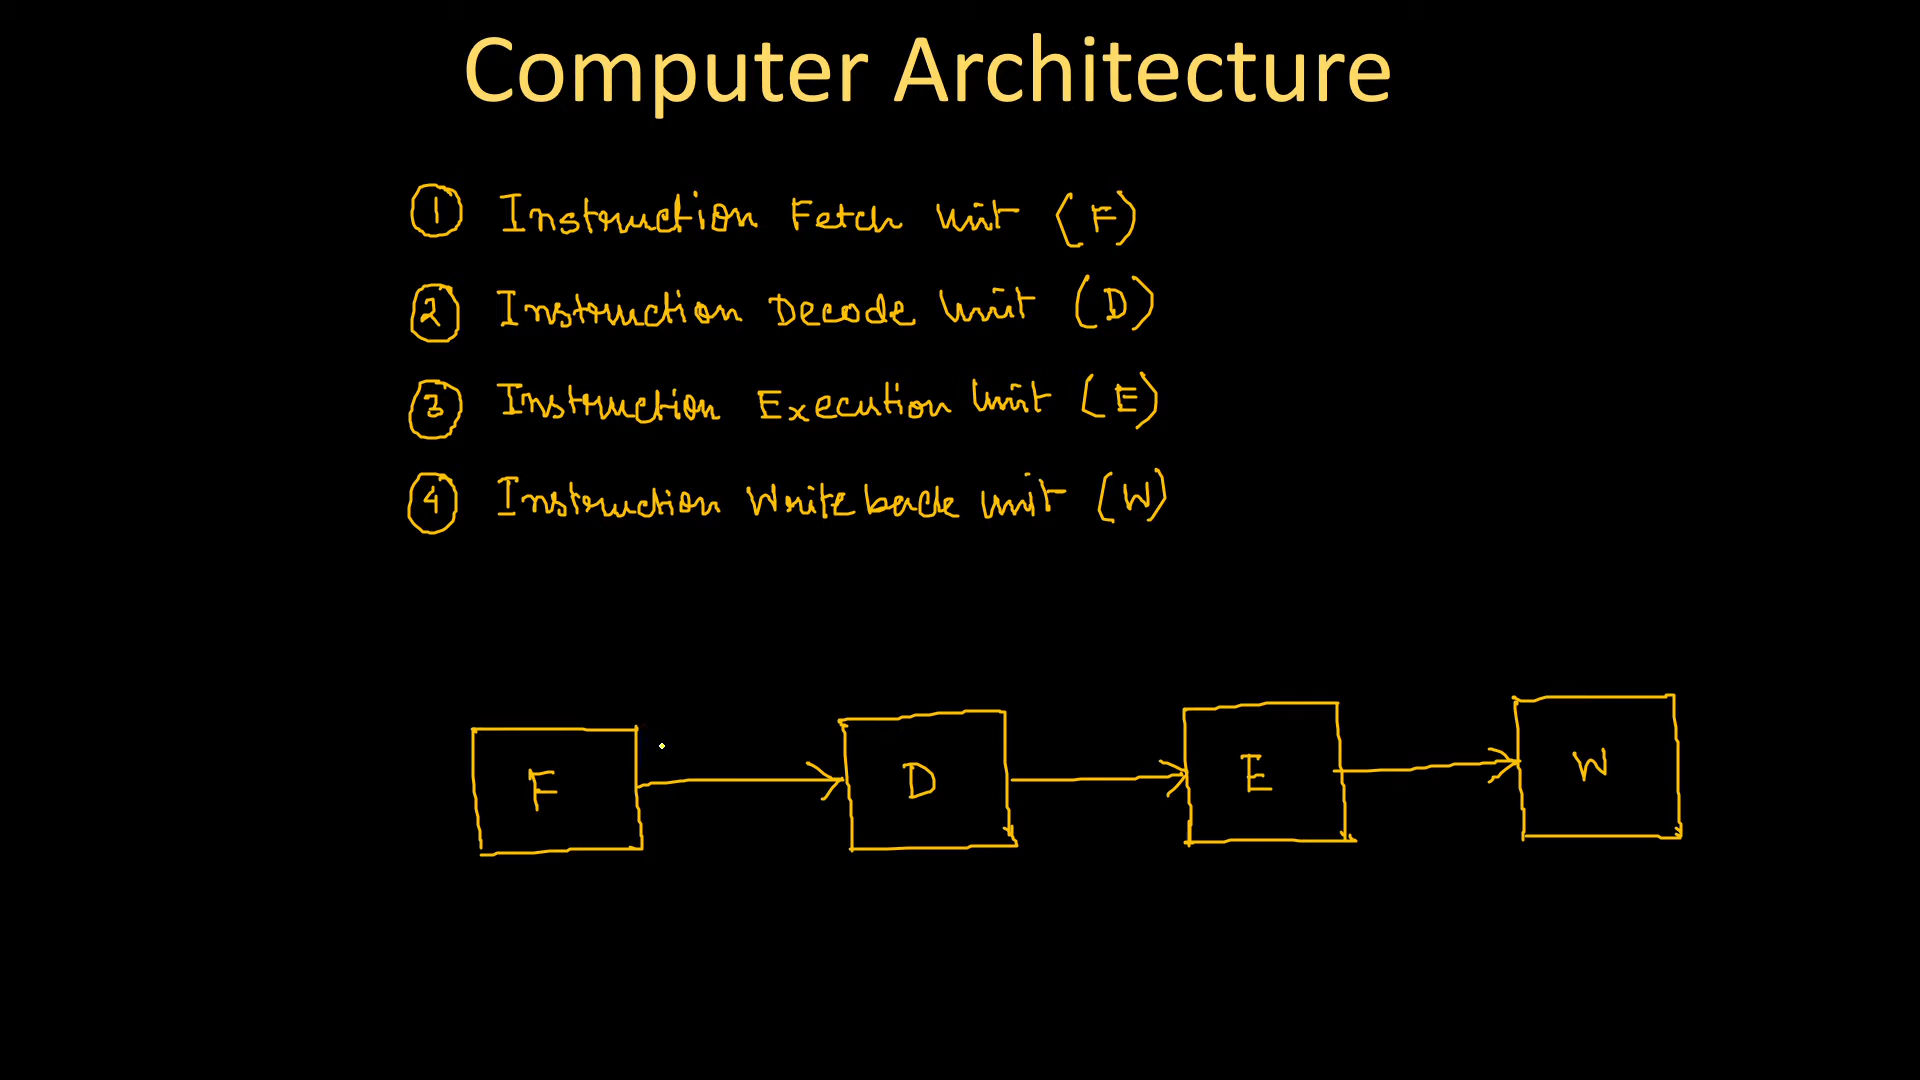 Computer Architecture
1 Instruction Fetch Unit (F)
2 Instruction Decode Unit (D)
3 Instruction Execution Unit (E)
4 Instruction Write back Unit (W)
F D E W